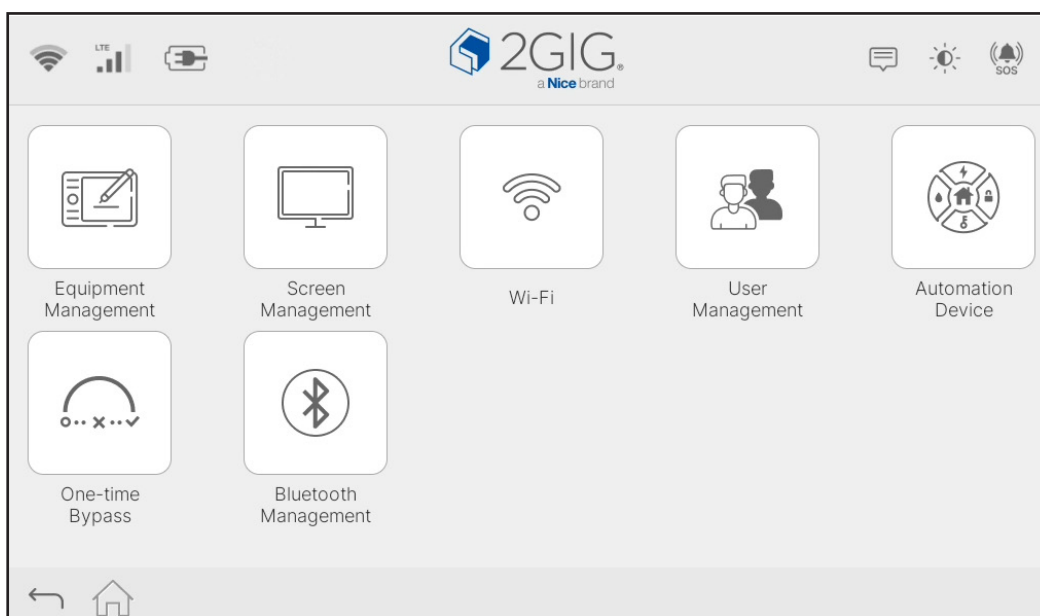 LTE
2GIG®
a Nice brand
SOS
Equipment
Management
Screen
Management
Wi-Fi
User
Management
Automation
Device
One-time
Bypass
Bluetooth
Management